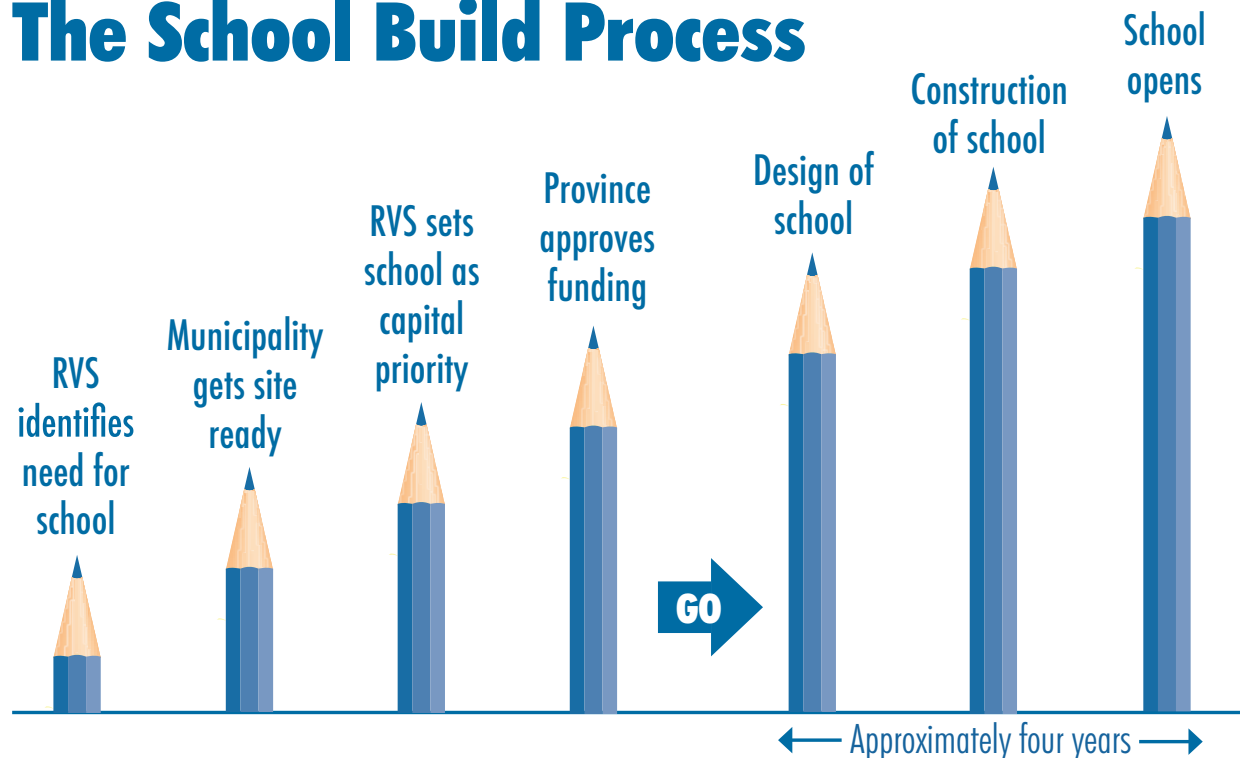 The School Build Process
RVS
identifies
need for
school
Municipality
gets site
ready
RVS sets
school as
capital
priority
Province
approves
funding
GO
Design of
school
Construction
of school
School
opens
Approximately four years